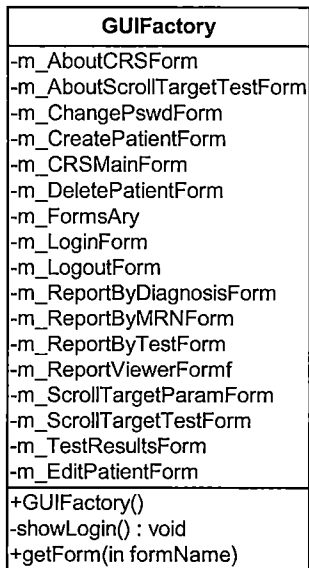 GUIFactory
-m_AboutCRSForm
-m_AboutScrollTargetTestForm
-m_ChangePswdForm
-m_CreatePatientForm
-m_CRSMainForm
-m_DeletePatientForm
-m_FormsAry
-m_LoginForm
-m_LogoutForm
-m_ReportByDiagnosisForm
-m_ReportByMRNForm
-m_ReportByTestForm
-m_ReportViewerFormf
-m_ScrollTargetParamForm
-m_ScrollTargetTestForm
-m_TestResultsForm
-m_EditPatientForm
+GUIFactory()
-showLogin() : void
+getForm(in formName)